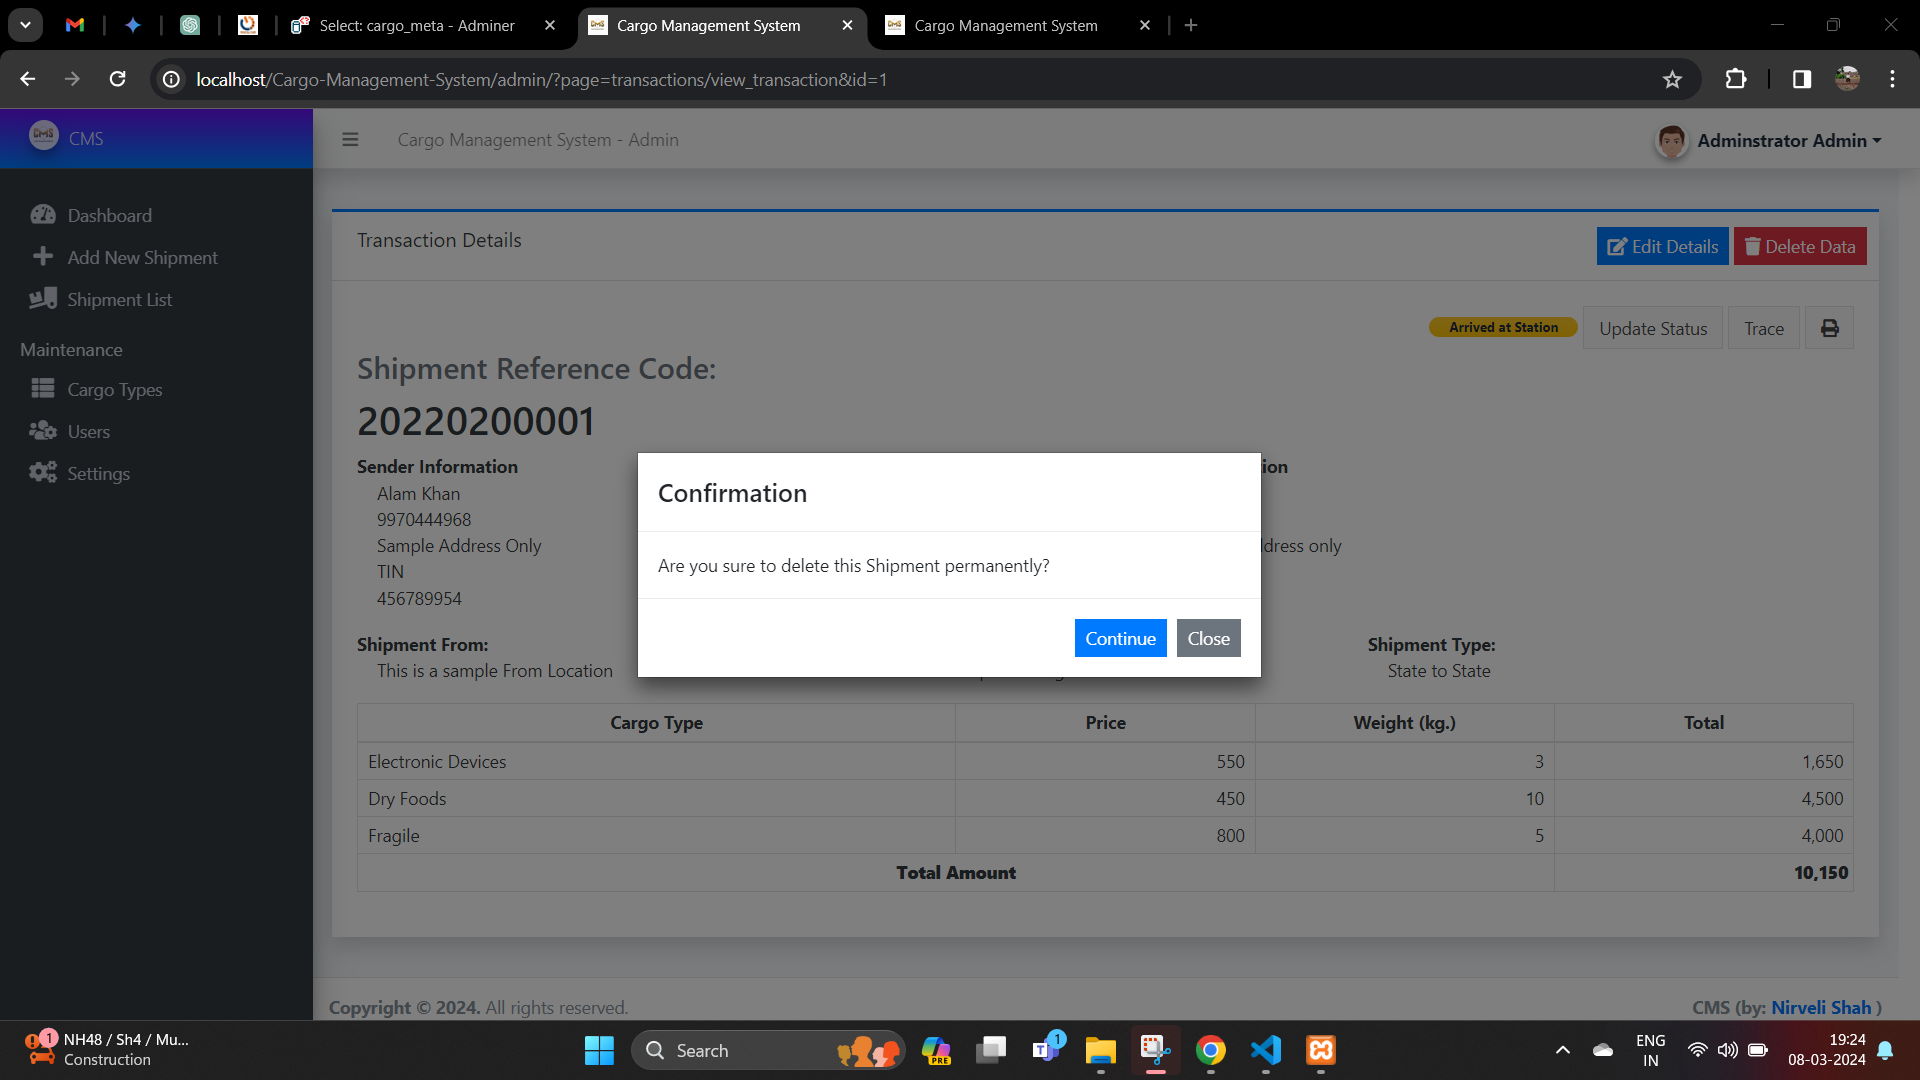 Select: cargo_meta - Adminer
Cargo Management System
Cargo Management System
localhost/Cargo-Management-System/admin/?page=transactions/view_transaction&id=1
CMS
Cargo Management System - Admin
Adminstrator Admin
Dashboard
Add New Shipment
Shipment List
Maintenance
Cargo Types
Users
Settings
Transaction Details
Edit Details
Delete Data
Arrived at Station
Update Status
Trace
Shipment Reference Code:
20220200001
Sender Information
Alam Khan
9970444968
Sample Address Only
TIN
456789954
ion
dress only
Confirmation
Are you sure to delete this Shipment permanently?
Continue
Close
Shipment From:
This is a sample From Location
Shipment Type:
State to State
Cargo Type Price Weight (kg.) Total
Electronic Devices 550 3 1,650
Dry Foods 450 10 4,500
Fragile 800 5 4,000
Total Amount 10,150
Copyright © 2024. All rights reserved.
CMS (by: Nirveli Shah )
1
NH48 / Sh4 / Mu...
Construction
Search
PRE
1
ENG
IN
19:24
08-03-2024